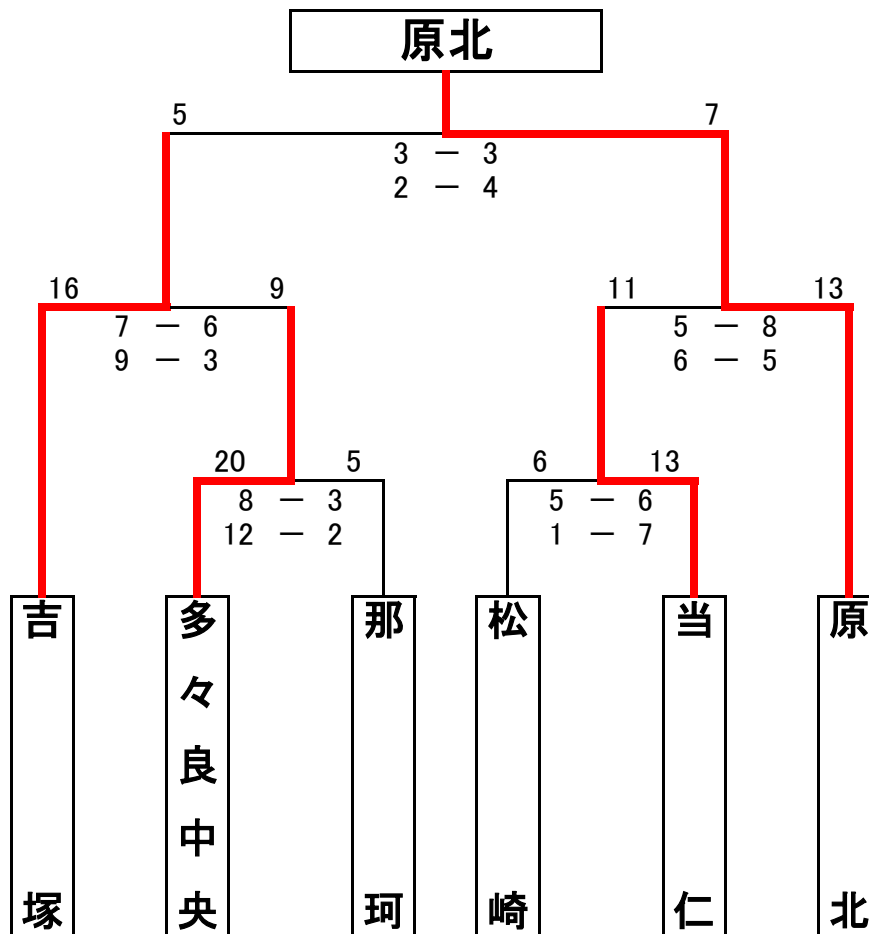 原北
5 7
3 ー 3
2 ー 4
16 9 11 13
7 ー 6 5 ー 8
9 ー 3 6 ー 5
20 5 6 13
8 ー 3 5 ー 6
12 ー 2 1 ー 7
吉塚
多々良中央
那珂
松崎
当仁
原北